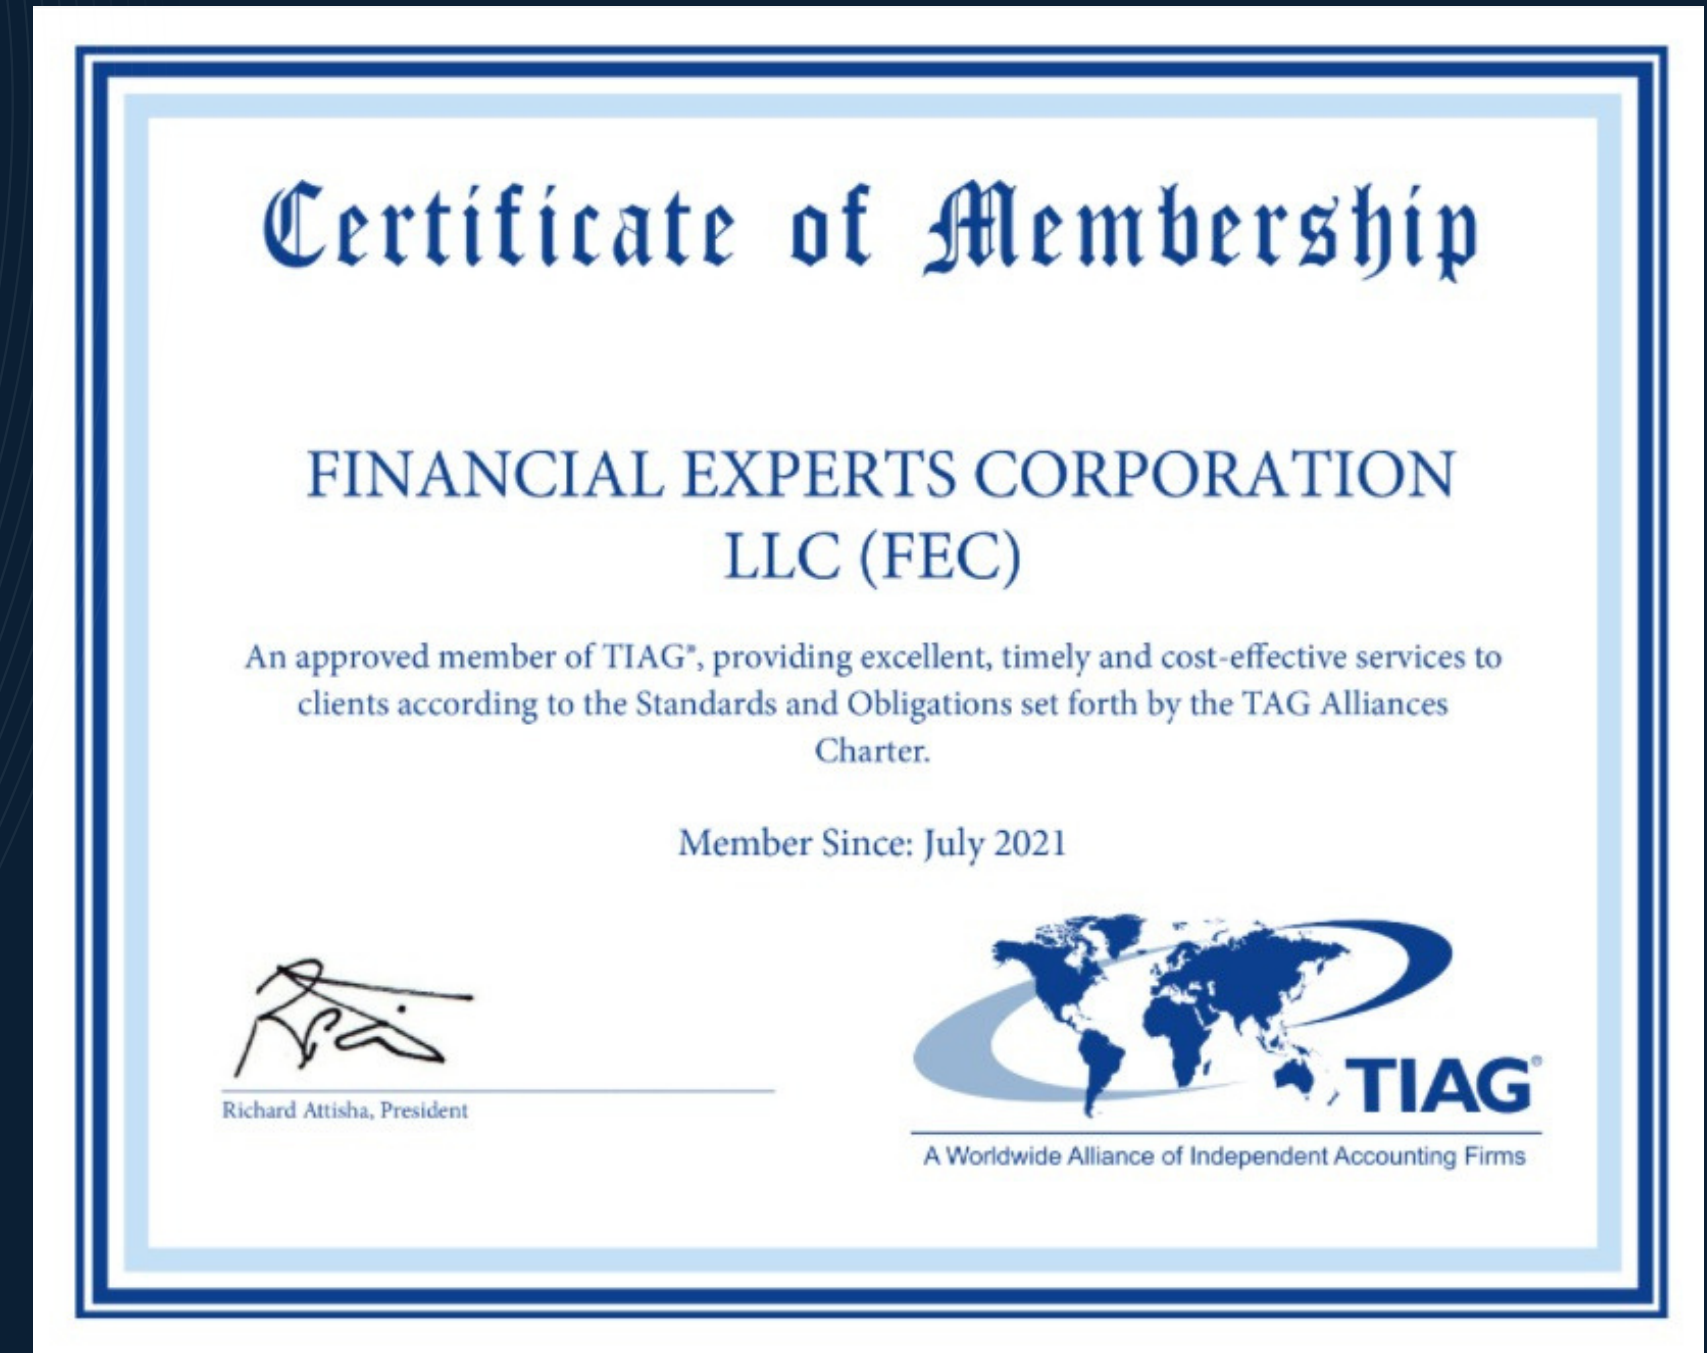 Certificate of Membership
FINANCIAL EXPERTS CORPORATION
LLC (FEC)
An approved member of TIAG®, providing excellent, timely and cost-effective services to
clients according to the Standards and Obligations set forth by the TAG Alliances
Charter.
Member Since: July 2021
Richard Attisha, President
TIAG®
A Worldwide Alliance of Independent Accounting Firms